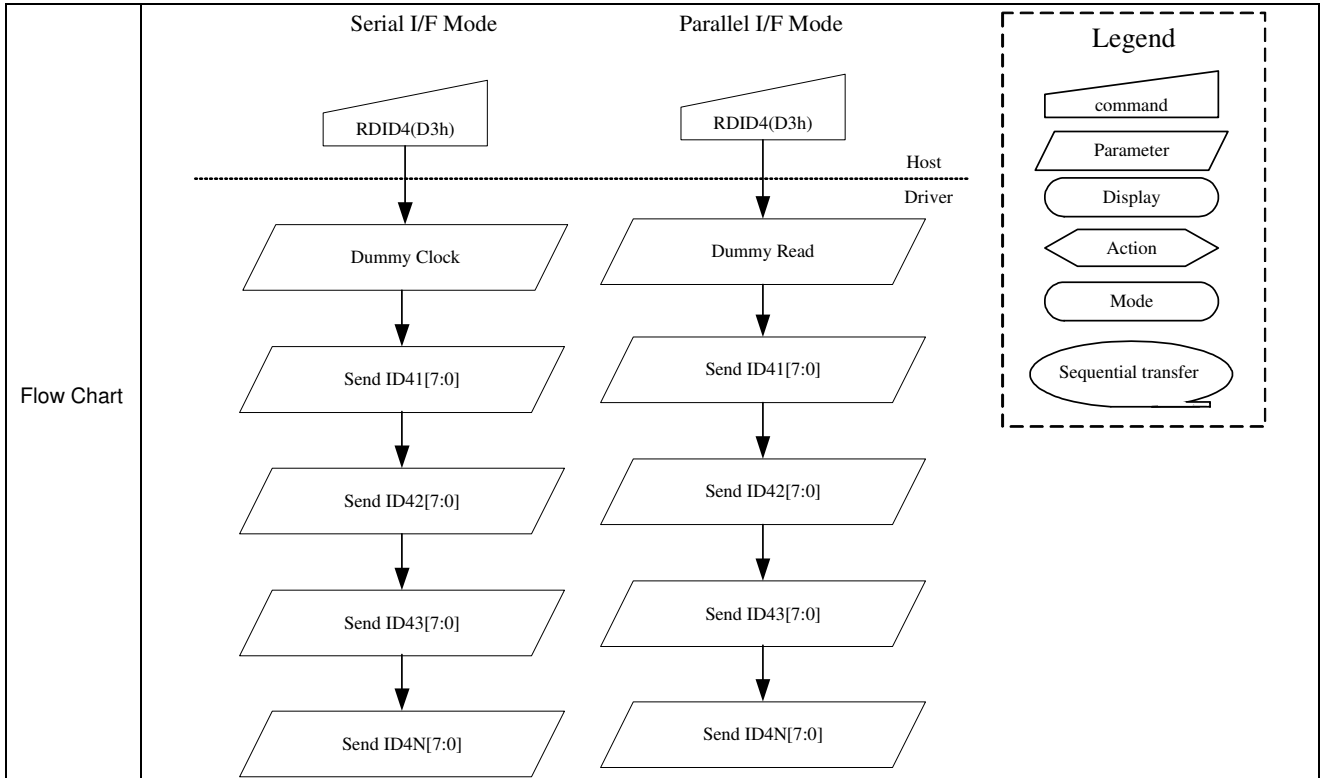 Flow Chart
Serial I/F Mode
RDID4(D3h)
Dummy Clock
Send ID41[7:0]
Send ID42[7:0]
Send ID43[7:0]
Send ID4N[7:0]
Parallel I/F Mode
RDID4(D3h)
Host
Driver
Dummy Read
Send ID41[7:0]
Send ID42[7:0]
Send ID43[7:0]
Send ID4N[7:0]
Legend
command
Parameter
Display
Action
Mode
Sequential transfer